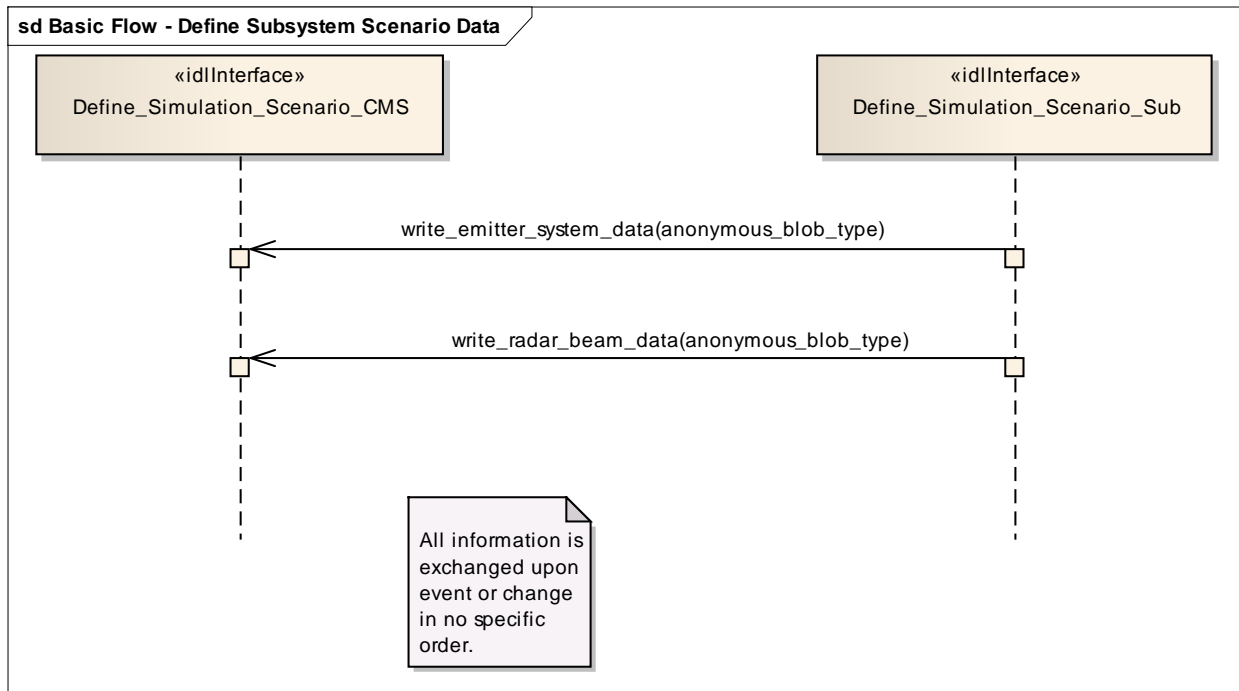 sd Basic Flow - Define Subsystem Scenario Data
«idlInterface»
Define_Simulation_Scenario_CMS
«idlInterface»
Define_Simulation_Scenario_Sub
write_emitter_system_data(anonymous_blob_type)
write_radar_beam_data(anonymous_blob_type)
All information is
exchanged upon
event or change
in no specific
order.